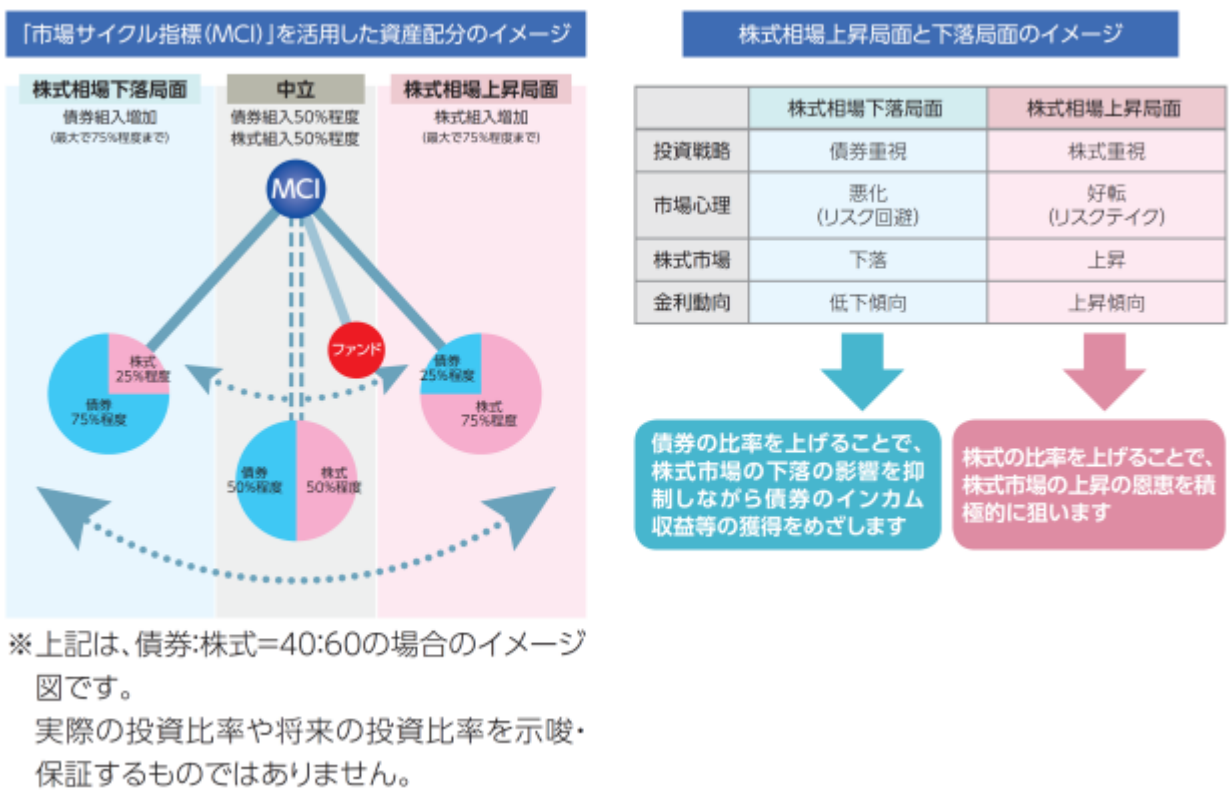 「市場サイクル指標(MCI)」を活用した資産配分のイメージ
株式相場下落局面
債券組入増加
(最大で75%程度まで)
中立
債券組入50%程度
株式組入50%程度
株式相場上昇局面
株式組入増加
(最大で75%程度まで)
MCI
ファンド
株式
25%程度
債券
75%程度
債券
50%程度
株式
50%程度
債券
25%程度
株式
75%程度
※上記は、債券:株式=40:60の場合のイメージ
図です。
実際の投資比率や将来の投資比率を示唆・
保証するものではありません。
株式相場上昇局面と下落局面のイメージ
株式相場下落局面 株式相場上昇局面
投資戦略 債券重視 株式重視
市場心理 悪化 好転
(リスク回避) (リスクテイク)
株式市場 下落 上昇
金利動向 低下傾向 上昇傾向
債券の比率を上げることで、
株式市場の下落の影響を抑
制しながら債券のインカム
収益等の獲得をめざします
株式の比率を上げることで、
株式市場の上昇の恩恵を積
極的に狙います